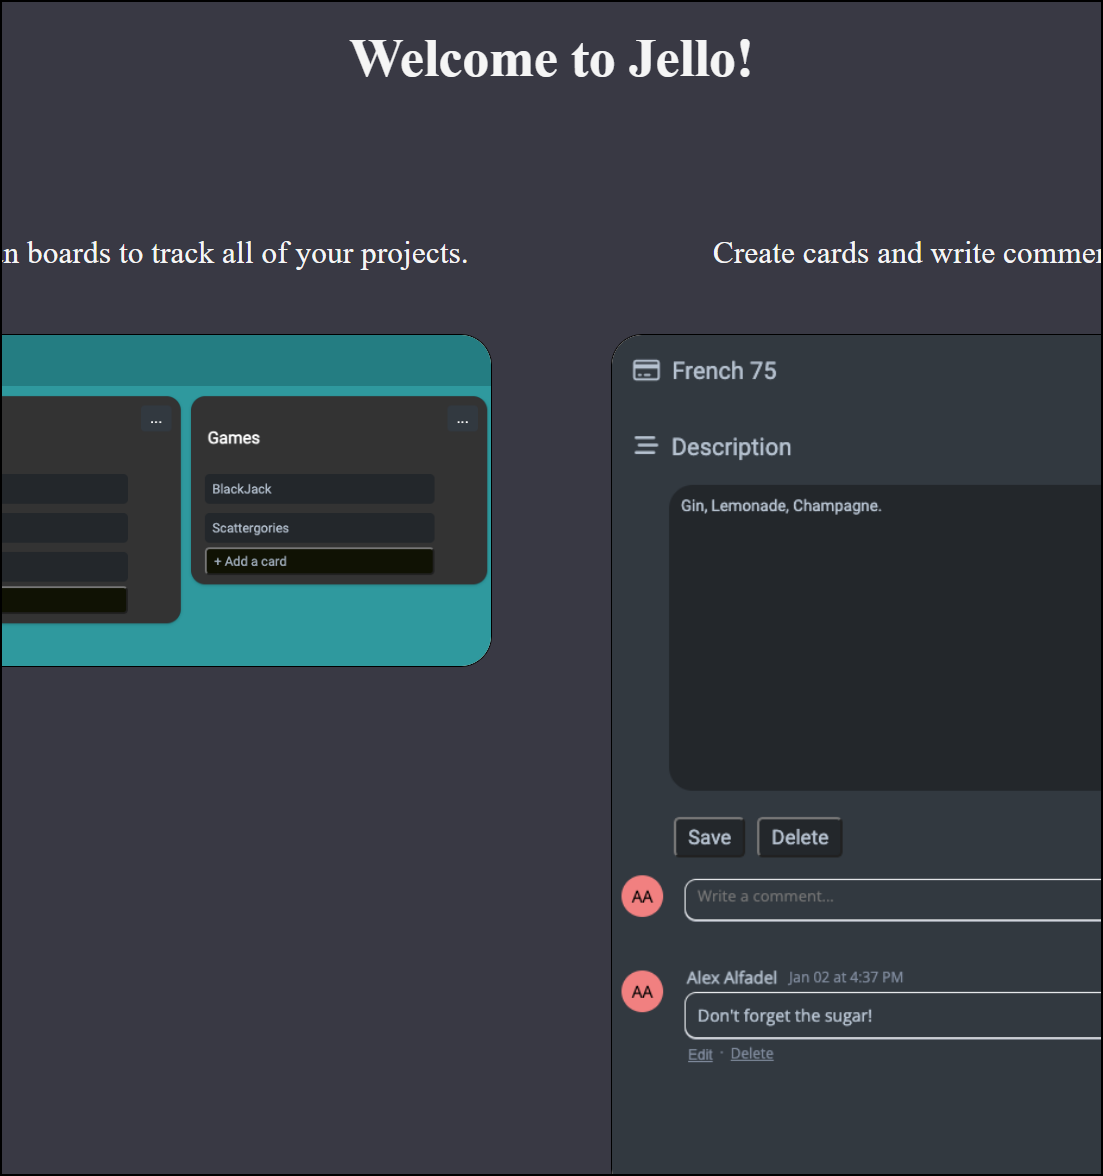 Welcome to Jello!
boards to track all of your projects.
Create cards and write
...
...
Games
BlackJack
Scattergories
+ Add a card
French 75
Description
Gin, Lemonade, Champagne.
Save
Delete
AA
Write a comment...
AA
Alex Alfadel Jan 02 at 4:37 PM
Don't forget the sugar!
Edit · Delete